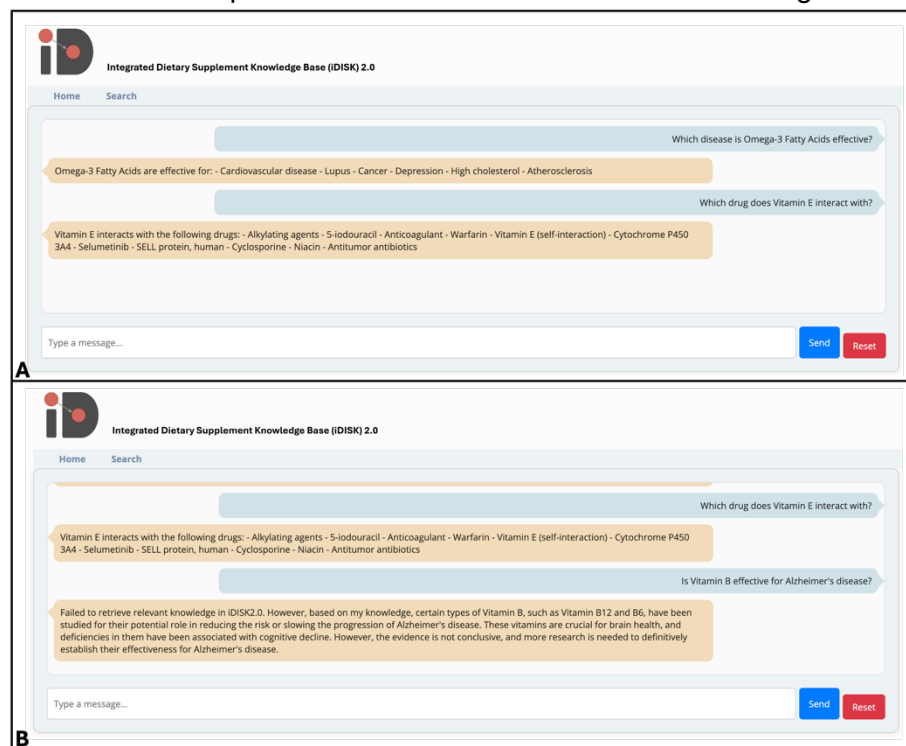 iD
Integrated Dietary Supplement Knowledge Base (iDISK) 2.0
Home Search
Which disease is Omega-3 Fatty Acids effective?
Omega-3 Fatty Acids are effective for: - Cardiovascular disease - Lupus - Cancer - Depression - High cholesterol - Atherosclerosis
Which drug does Vitamin E interact with?
Vitamin E interacts with the following drugs: - Alkylating agents - 5-iodouracil - Anticoagulant - Warfarin - Vitamin E (self-interaction) - Cytochrome P450
3A4 - Selumetinib - SELL protein, human - Cyclosporine - Niacin - Antitumor antibiotics
Type a message...
Send
Reset
A
iD
Integrated Dietary Supplement Knowledge Base (iDISK) 2.0
Home Search
Which drug does Vitamin E interact with?
Vitamin E interacts with the following drugs: - Alkylating agents - 5-iodouracil - Anticoagulant - Warfarin - Vitamin E (self-interaction) - Cytochrome P450
3A4 - Selumetinib - SELL protein, human - Cyclosporine - Niacin - Antitumor antibiotics
Is Vitamin B effective for Alzheimer's disease?
Failed to retrieve relevant knowledge in iDISK2.0. However, based on my knowledge, certain types of Vitamin B, such as Vitamin B12 and B6, have been
studied for their potential role in reducing the risk or slowing the progression of Alzheimer's disease. These vitamins are crucial for brain health, and
deficiencies in them have been associated with cognitive decline. However, the evidence is not conclusive, and more research is needed to definitively
establish their effectiveness for Alzheimer's disease.
Type a message...
Send
Reset
B